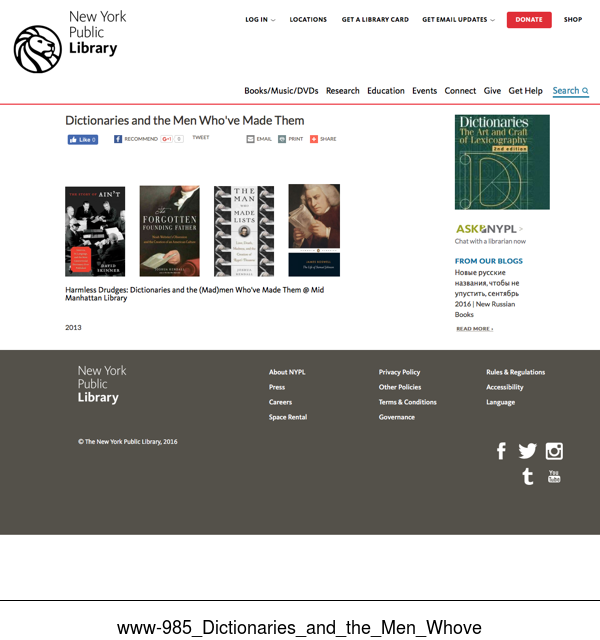 New York
Public
Library
LOG IN
LOCATIONS
GET A LIBRARY CARD
GET EMAIL UPDATES
DONATE
SHOP
Books/Music/DVDs
Research
Education
Events
Connect
Give
Get Help
Search
Dictionaries and the Men Who've Made Them
Like 0
RECOMMEND
G+1
0
TWEET
EMAIL
PRINT
SHARE
THE STORY OF AIN'T
DAVID
SKINNER
The
FORGOTTEN
FOUNDING FATHER
JOSHUA KENDALL
THE
MAN
WHO
MADE
LISTS
JOSHUA
KENDALL
Harmless Drudges: Dictionaries and the (Mad)men Who've Made Them @ Mid
Manhattan Library
2013
Dictionaries
The Art and Craft
of Lexicography
2nd edition
ASK NYPL >
Chat with a librarian now
FROM OUR BLOGS
Новые русские
названия, чтобы не
упустить, сентябрь
2016 | New Russian
Books
READ MORE ›
New York
Public
Library
About NYPL
Press
Careers
Space Rental
Privacy Policy
Other Policies
Terms & Conditions
Governance
Rules & Regulations
Accessibility
Language
© The New York Public Library, 2016
You
Tube
www-985_Dictionaries_and_the_Men_Whove